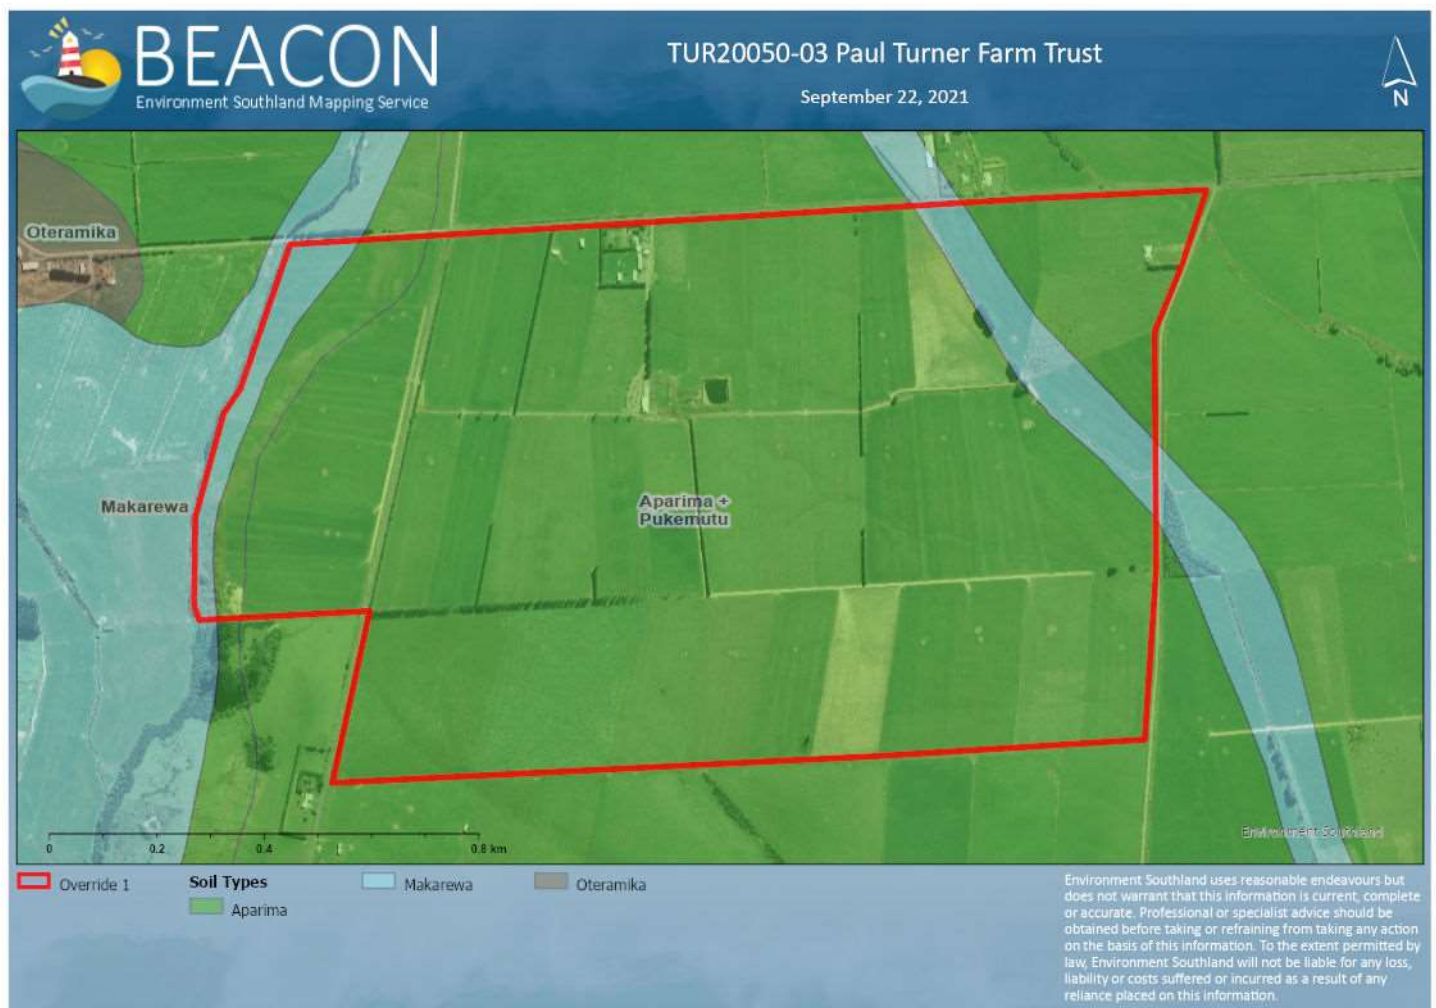 BEACON
Environment Southland Mapping Service
TUR20050-03 Paul Turner Farm Trust
September 22, 2021
N
Oteramika
Makarewa
Aparima +
Pukemutu
0 0.2 0.4 0.8 km
Environment Southland
Override 1
Soil Types
Aparima
Makarewa
Oteramika
Environment Southland uses reasonable endeavours but
does not warrant that this information is current, complete
or accurate. Professional or specialist advice should be
obtained before taking or refraining from taking any action
on the basis of this information. To the extent permitted by
law, Environment Southland will not be liable for any loss,
liability or costs suffered or incurred as a result of any
reliance placed on this information.